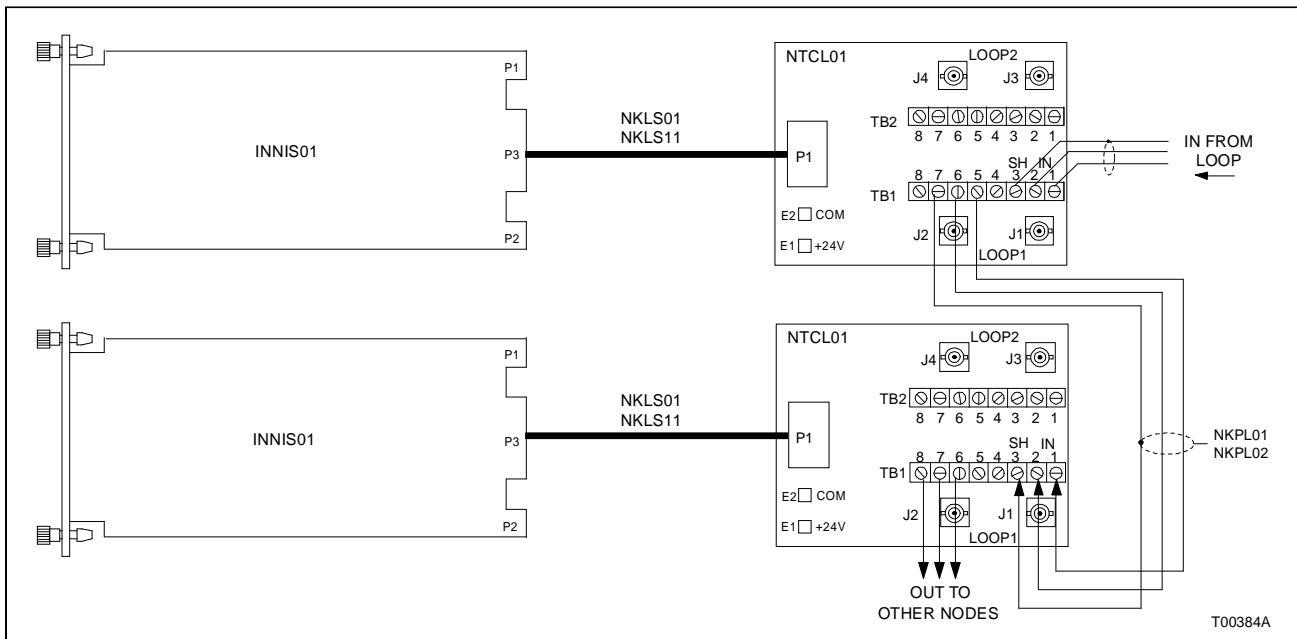 NTCL01
LOOP2
J4
J3
P1
NKLS01
NKLS11
TB2
8 7 6 5 4 3 2 1
INNIS01
P3
P1
IN FROM
LOOP
SH IN
8 7 6 5 4 3 2 1
TB1
E2 COM
J2
J1
P2
E1 +24V
LOOP1
NTCL01
LOOP2
J4
J3
P1
NKLS01
NKLS11
TB2
8 7 6 5 4 3 2 1
INNIS01
P3
P1
NKPL01
NKPL02
SH IN
8 7 6 5 4 3 2 1
TB1
E2 COM
J2
J1
P2
E1 +24V
LOOP1
OUT TO
OTHER NODES
T00384A